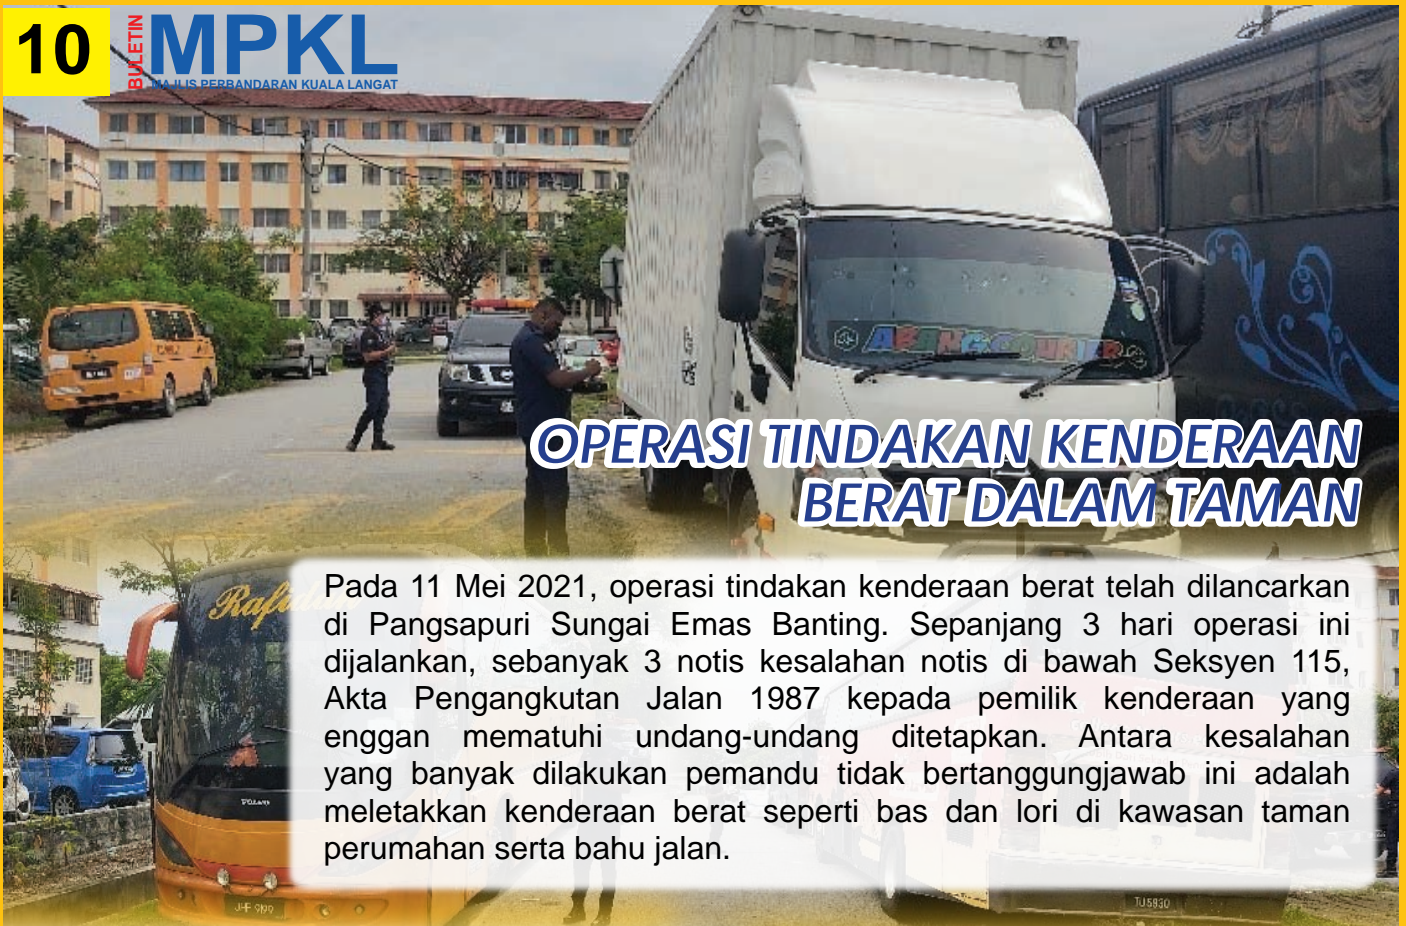 10
BULETIN
MPKL
MAJLIS PERBANDARAN KUALA LANGAT
ABANG COURIER
OPERASI TINDAKAN KENDERAAN
BERAT DALAM TAMAN
Pada 11 Mei 2021, operasi tindakan kenderaan berat telah dilancarkan
di Pangsapuri Sungai Emas Banting. Sepanjang 3 hari operasi ini
dijalankan, sebanyak 3 notis kesalahan notis di bawah Seksyen 115,
Akta Pengangkutan Jalan 1987 kepada pemilik kenderaan yang
enggan mematuhi undang-undang ditetapkan. Antara kesalahan
yang banyak dilakukan pemandu tidak bertanggungjawab ini adalah
meletakkan kenderaan berat seperti bas dan lori di kawasan taman
perumahan serta bahu jalan.
VOLVO
TU5930